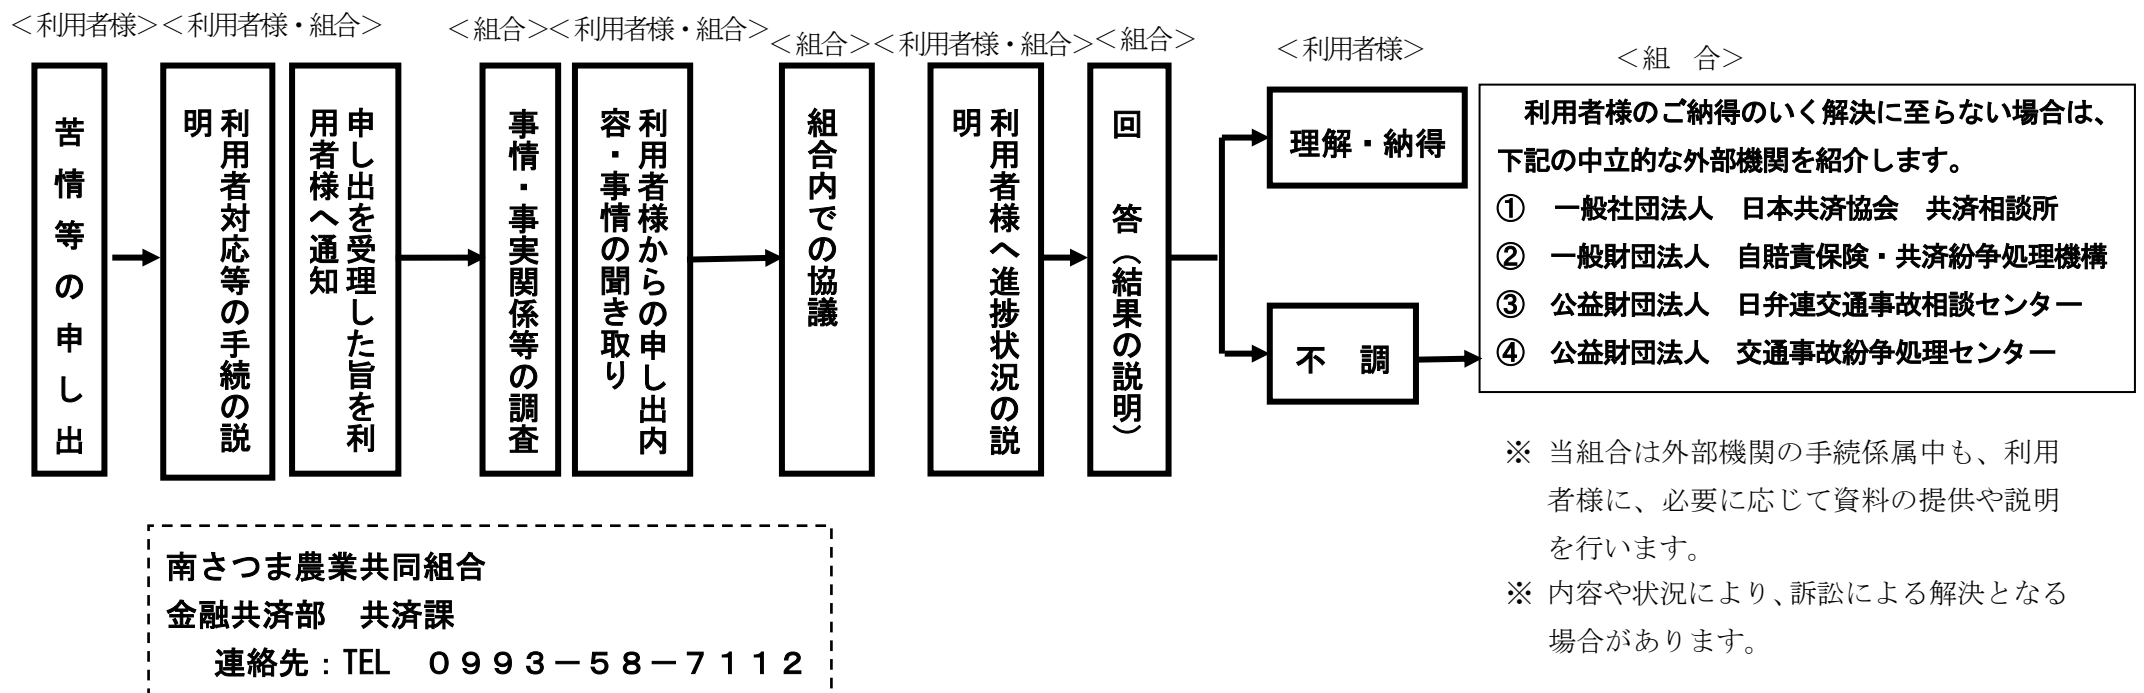 ＜利用者様＞＜利用者様・組合＞
＜組合＞＜利用者様・組合＞
＜組合＞＜利用者様・組合＞＜組合＞
＜利用者様＞
＜組　合＞
苦情等の申し出
利用者対応等の手続の説
明
申し出を受理した旨を利
用者様へ通知
事情・事実関係等の調査
利用者様からの申し出内
容・事情の聞き取り
組合内での協議
利用者様へ進捗状況の説
明
回　答（結果の説明）
理解・納得
不　調
利用者様のご納得のいく解決に至らない場合は、
下記の中立的な外部機関を紹介します。
①　一般社団法人　日本共済協会　共済相談所
②　一般財団法人　自賠責保険・共済紛争処理機構
③　公益財団法人　日弁連交通事故相談センター
④　公益財団法人　交通事故紛争処理センター
※ 当組合は外部機関の手続係属中も、利用
者様に、必要に応じて資料の提供や説明
を行います。
※ 内容や状況により、訴訟による解決となる
場合があります。
南さつま農業共同組合
金融共済部　共済課
連絡先：TEL　０９９３－５８－７１１２